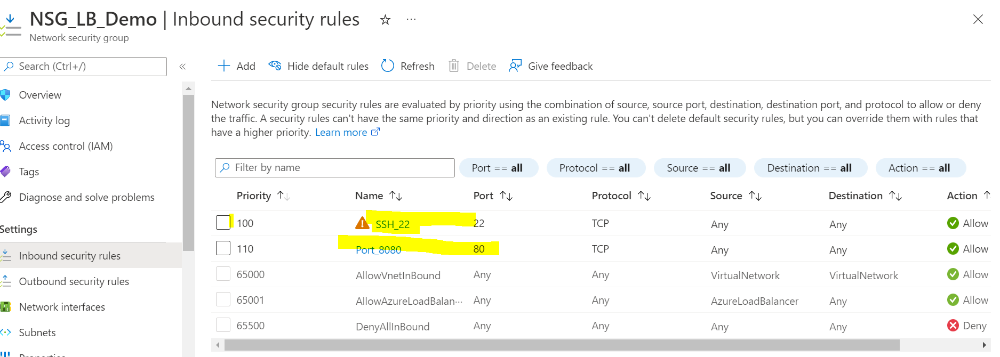 NSG_LB_Demo | Inbound security rules ☆ ...
Network security group
Search (Ctrl+/) «
Overview
Activity log
Access control (IAM)
Tags
Diagnose and solve problems
Settings
Inbound security rules
Outbound security rules
Network interfaces
Subnets
Properties
Add Hide default rules Refresh Delete Give feedback
Network security group security rules are evaluated by priority using the combination of source, source port, destination, destination port, and protocol to allow or deny
the traffic. A security rules can't have the same priority and direction as an existing rule. You can't delete default security rules, but you can override them with rules that
have a higher priority. Learn more
Filter by name Port == all Protocol == all Source == all Destination == all Action == all
Priority Name Port Protocol Source Destination Action
100 SSH_22 22 TCP Any Any Allow
110 Port_8080 80 TCP Any Any Allow
65000 AllowVnetInBound Any Any VirtualNetwork VirtualNetwork Allow
65001 AllowAzureLoadBalan... Any Any AzureLoadBalancer Any Allow
65500 DenyAllInBound Any Any Any Any Deny